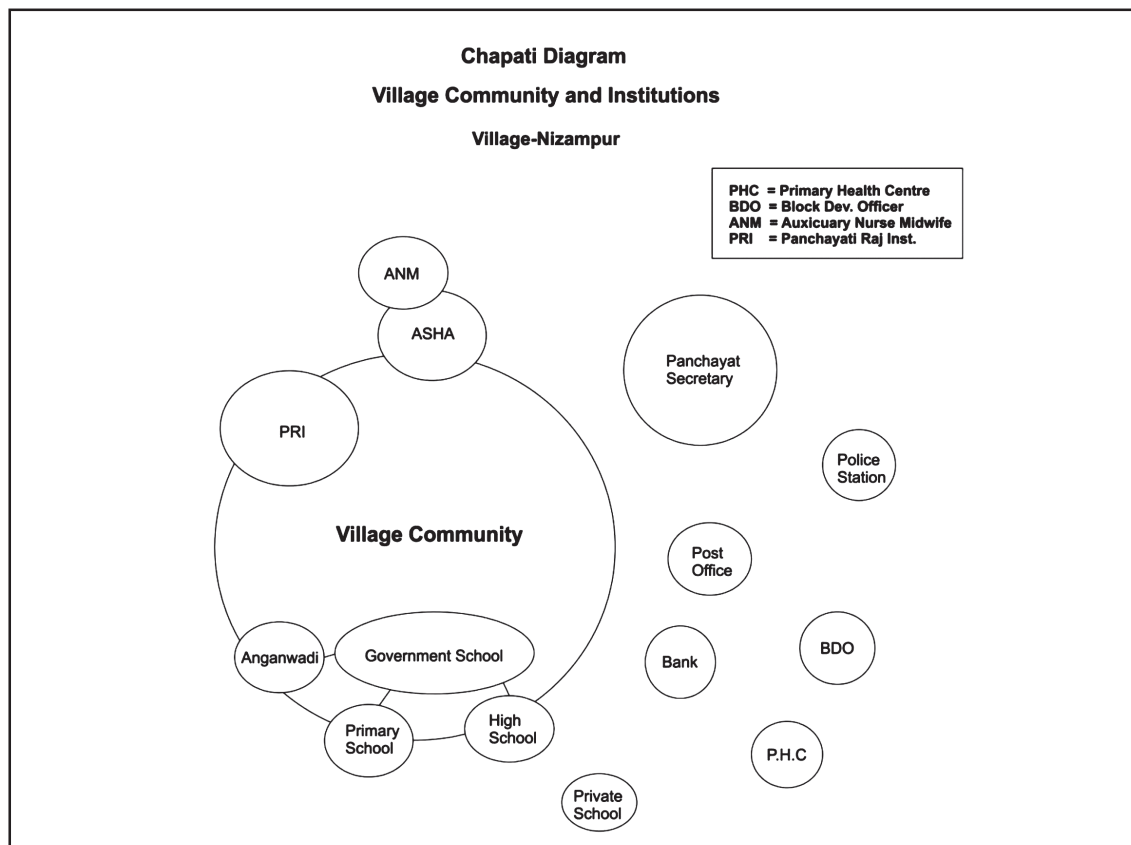 Chapati Diagram
Village Community and Institutions
Village-Nizampur
PHC = Primary Health Centre
BDO = Block Dev. Officer
ANM = Auxicuary Nurse Midwife
PRI = Panchayati Raj Inst.
ANM
ASHA
Panchayat
Secretary
PRI
Police
Station
Village Community
Post
Office
Anganwadi
Government School
Bank
BDO
Primary
School
High
School
P.H.C
Private
School